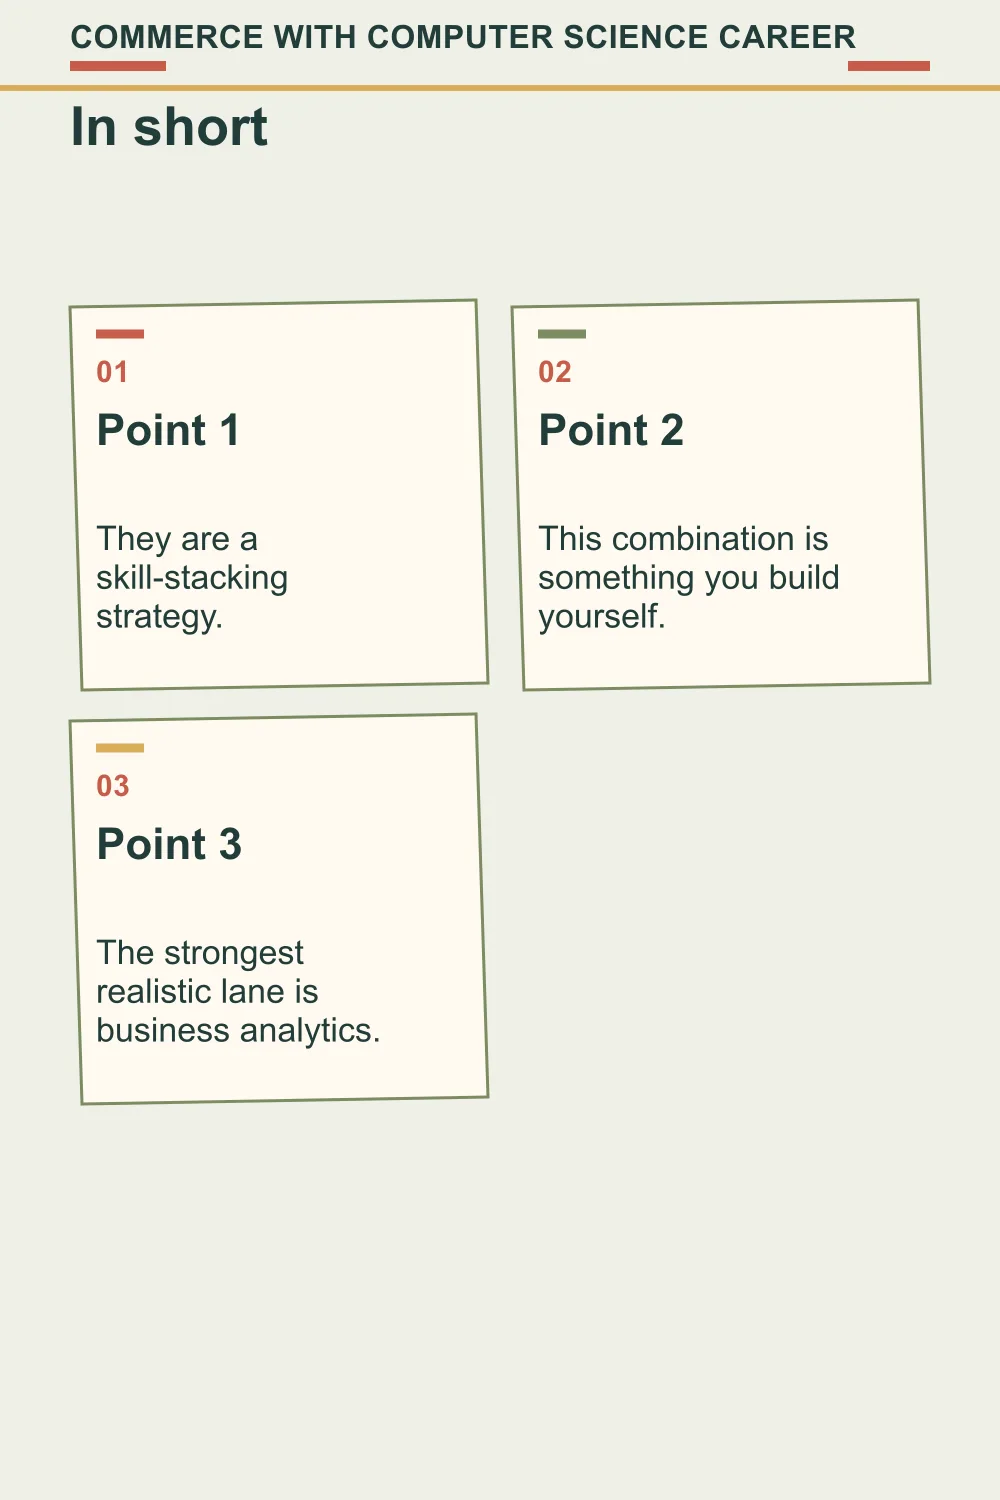 COMMERCE WITH COMPUTER SCIENCE CAREER
In short
01
Point 1
They are a
skill-stacking
strategy.
02
Point 2
This combination is
something you build
yourself.
03
Point 3
The strongest
realistic lane is
business analytics.